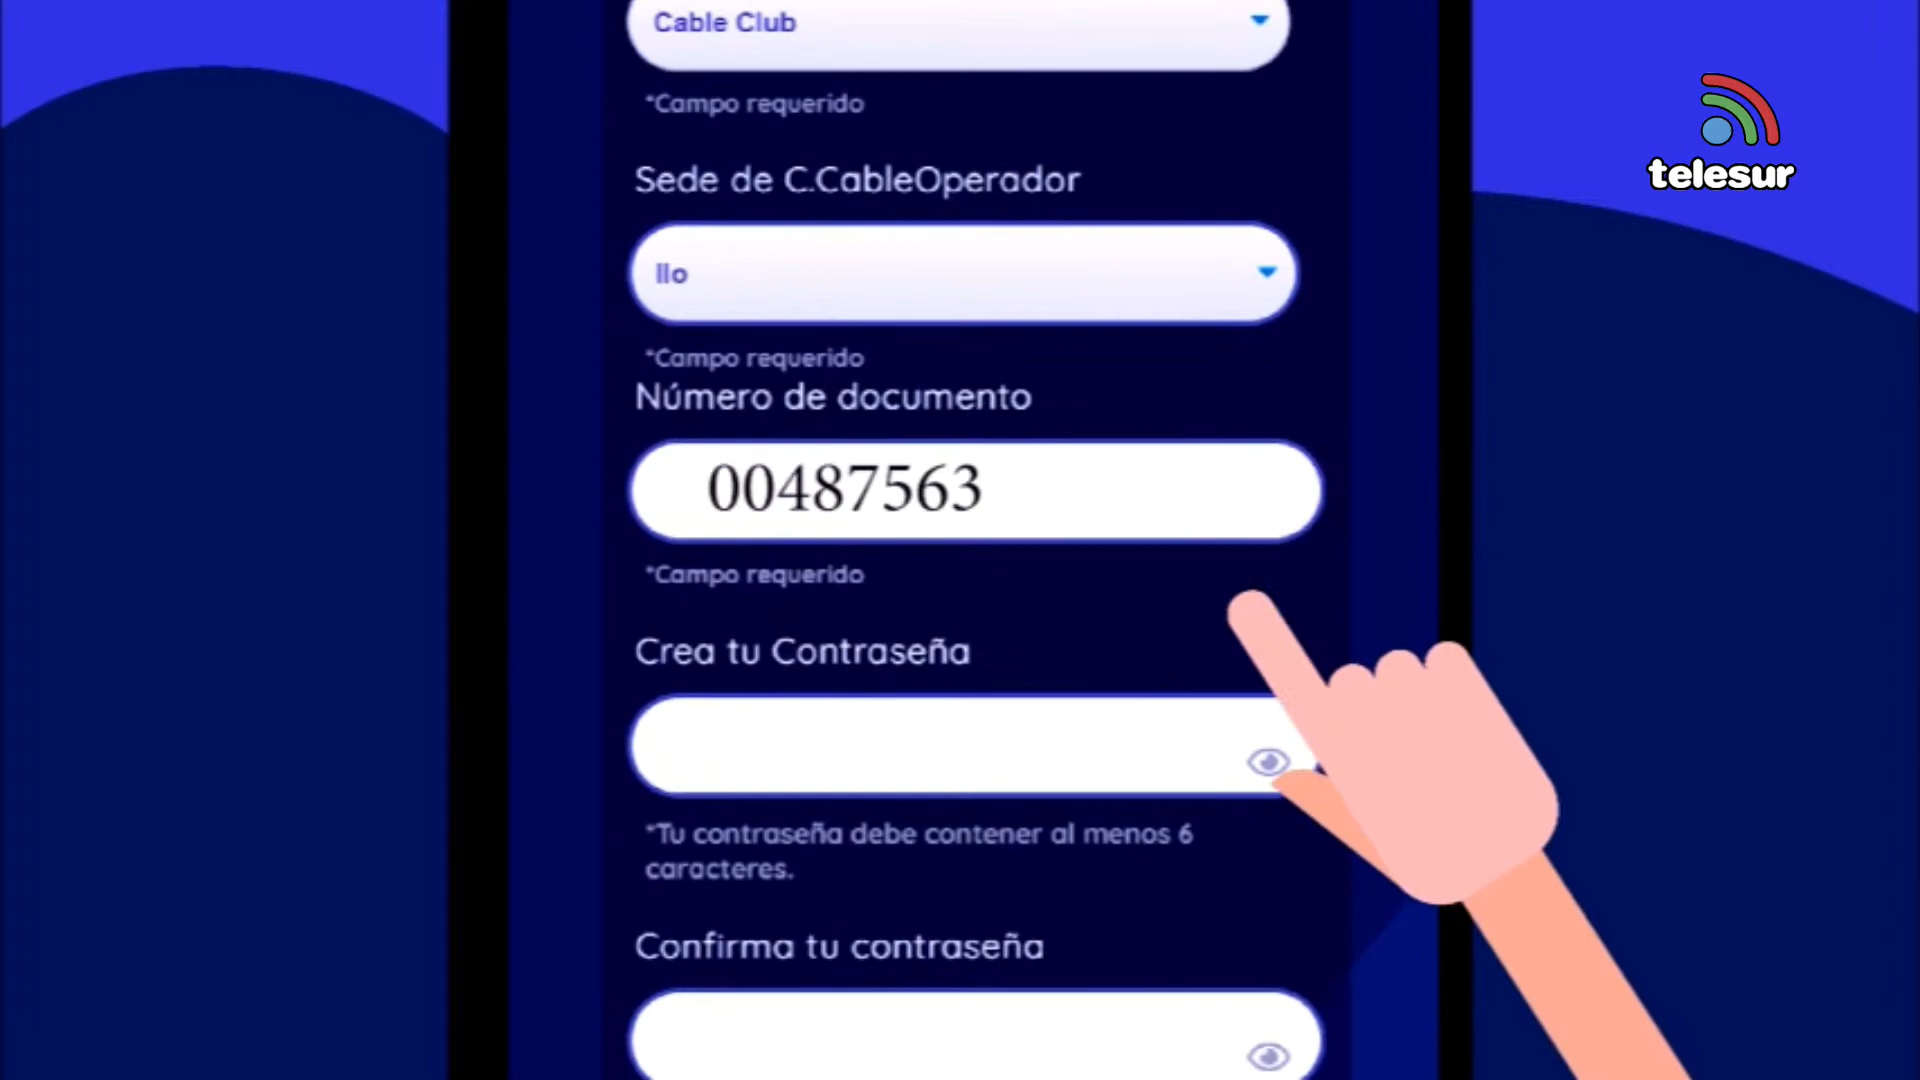 Cable Club
*Campo requerido
telesur
Sede de C.CableOperador
Ilo
*Campo requerido
Número de documento
00487563
*Campo requerido
Crea tu Contraseña
*Tu contraseña debe contener al menos 6
caracteres.
Confirma tu contraseña